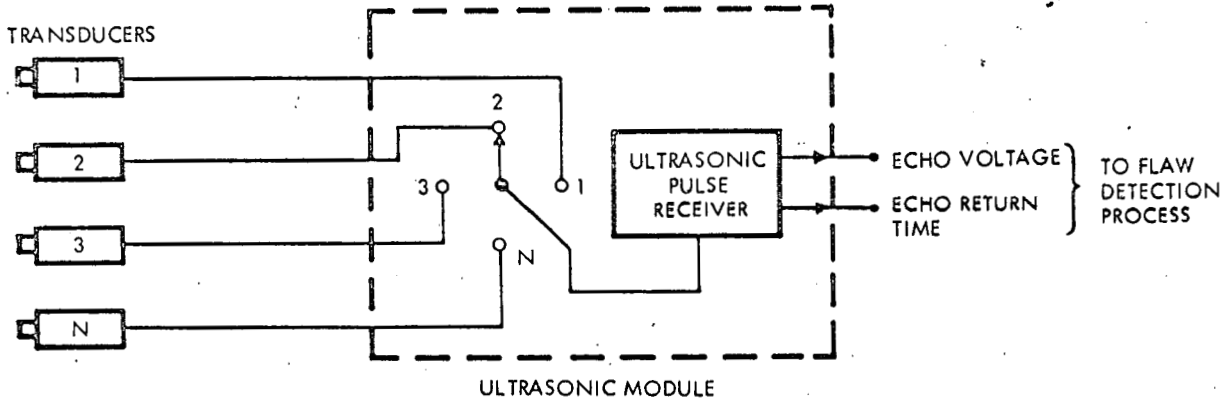 TRANSDUCERS
1
2
3
N
2
3
1
N
ULTRASONIC
PULSE
RECEIVER
ECHO VOLTAGE
ECHO RETURN
TIME
TO FLAW
DETECTION
PROCESS
ULTRASONIC MODULE